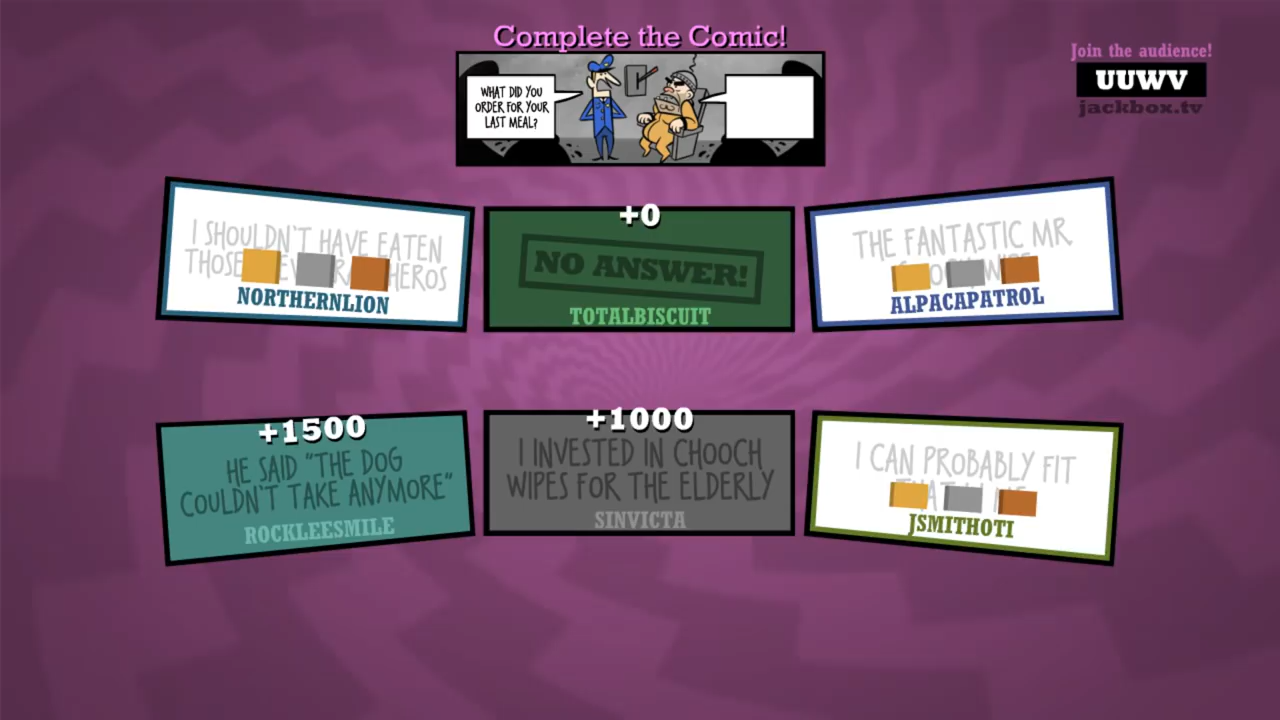 Complete the Comic!
Join the audience!
UUWV
jackbox.tv
WHAT DID YOU
ORDER FOR YOUR
LAST MEAL?
I SHOULDN'T HAVE EATEN
THOSE
NORTHERNLION
+0
NO ANSWER!
TOTALBISCUIT
THE FANTASTIC MR
ALPACAPATROL
+1500
HE SAID "THE DOG
COULDN'T TAKE ANYMORE"
ROCKLEESMILE
+1000
I INVESTED IN CHOOCH
WIPES FOR THE ELDERLY
SINVICTA
I CAN PROBABLY FIT
JSMITHOTI